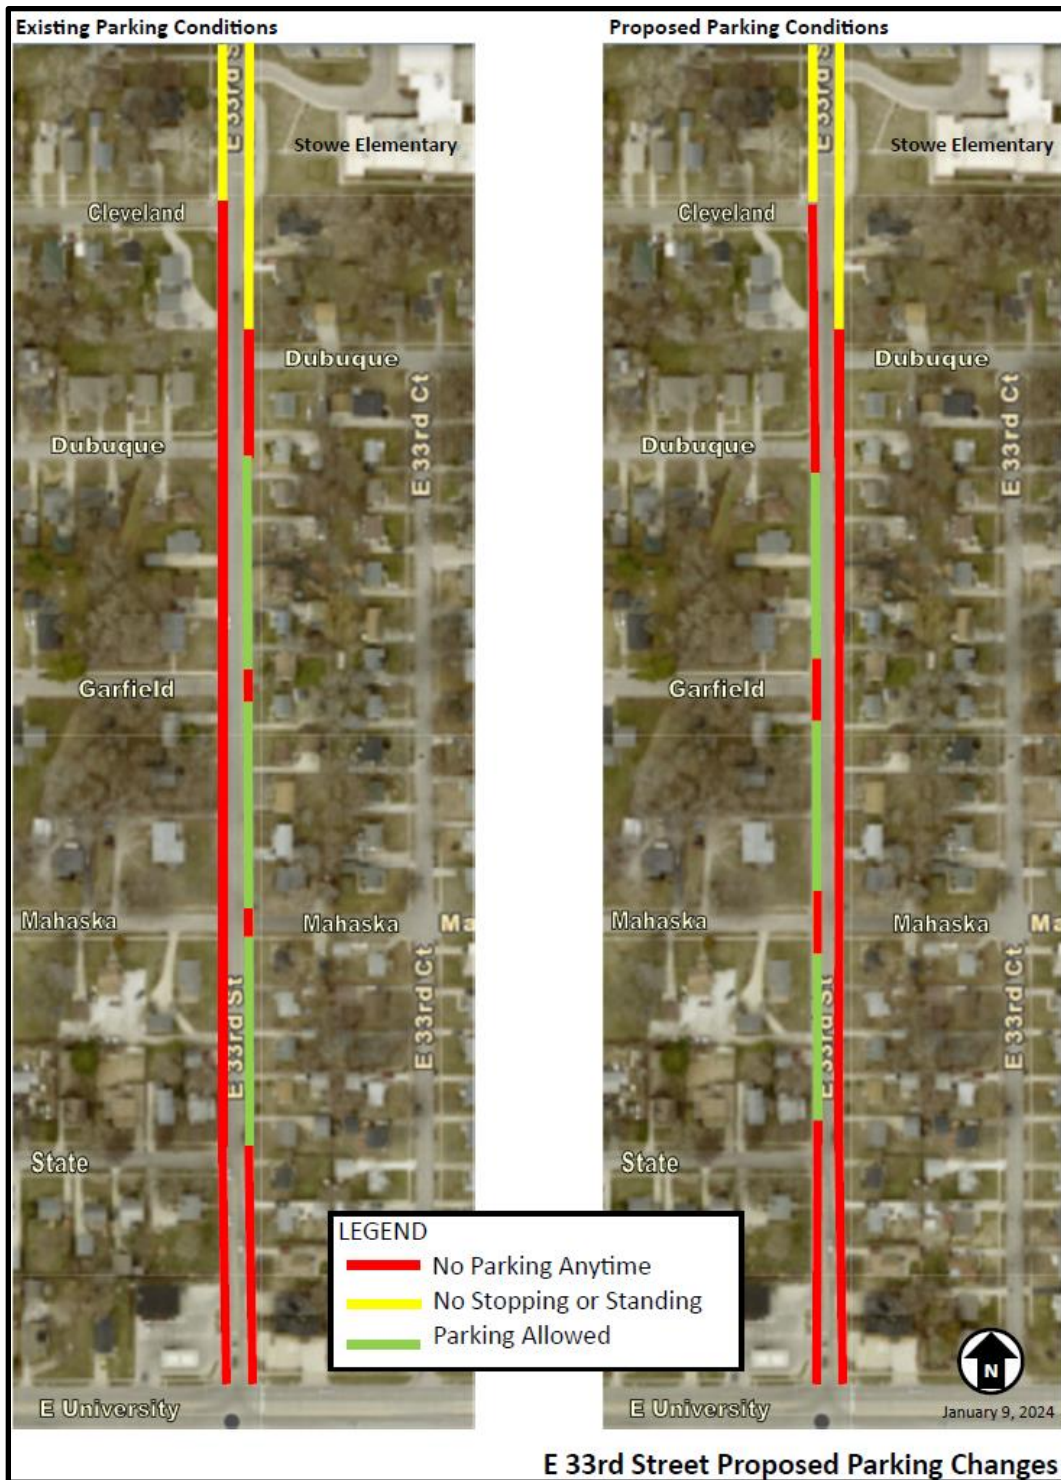 Existing Parking Conditions
Proposed Parking Conditions
E 33rd S
Stowe Elementary
Cleveland
Dubuque
E 33rd Ct
Dubuque
Garfield
Mahaska
Mahaska
Ma
E 33rd St
E 33rd Ct
State
E University
E 33rd S
Stowe Elementary
Cleveland
Dubuque
E 33rd Ct
Dubuque
Garfield
Mahaska
Mahaska
Ma
E 33rd St
E 33rd Ct
State
E University
LEGEND
No Parking Anytime
No Stopping or Standing
Parking Allowed
N
January 9, 2024
E 33rd Street Proposed Parking Changes